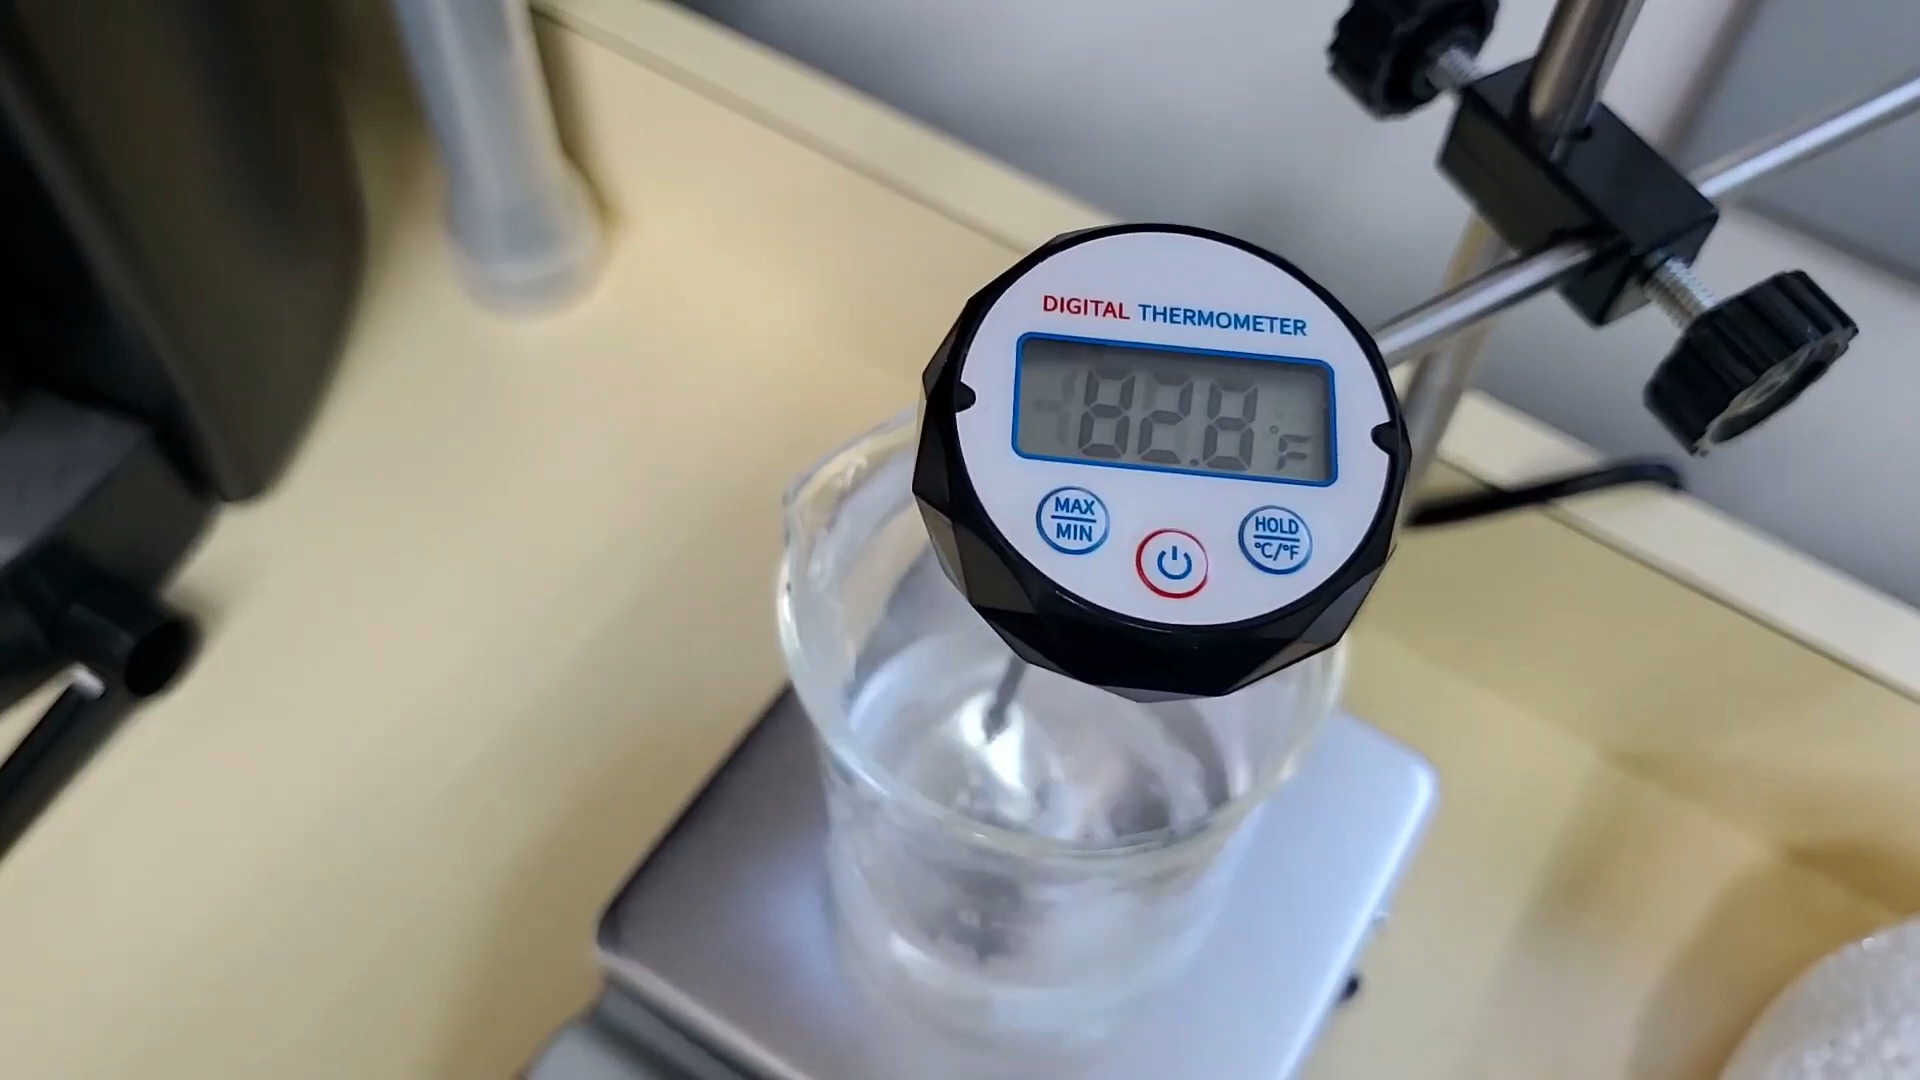 DIGITAL THERMOMETER
82.8 °F
MAX
MIN
HOLD
°C/°F